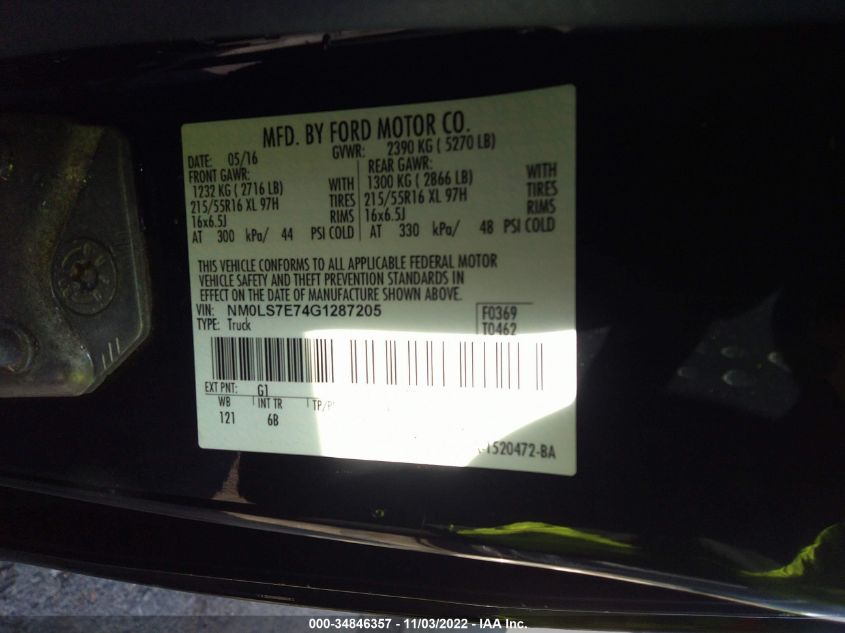 MFD. BY FORD MOTOR CO.
DATE: 05/16 GVWR: 2390 KG ( 5270 LB)
FRONT GAWR: REAR GAWR:
1232 KG ( 2716 LB) WITH 1300 KG ( 2866 LB) WITH
215/55R16 XL 97H TIRES 215/55R16 XL 97H TIRES
16x6.5J RIMS 16x6.5J RIMS
AT 300 kPa/ 44 PSI COLD AT 330 kPa/ 48 PSI COLD
THIS VEHICLE CONFORMS TO ALL APPLICABLE FEDERAL MOTOR
VEHICLE SAFETY AND THEFT PREVENTION STANDARDS IN
EFFECT ON THE DATE OF MANUFACTURE SHOWN ABOVE.
VIN: NM0LS7E74G1287205 F0369
TYPE: Truck T0462
EXT PNT: G1
WB INT TR
121 6B
1520472-BA
000-34846357 - 11/03/2022 - IAA Inc.